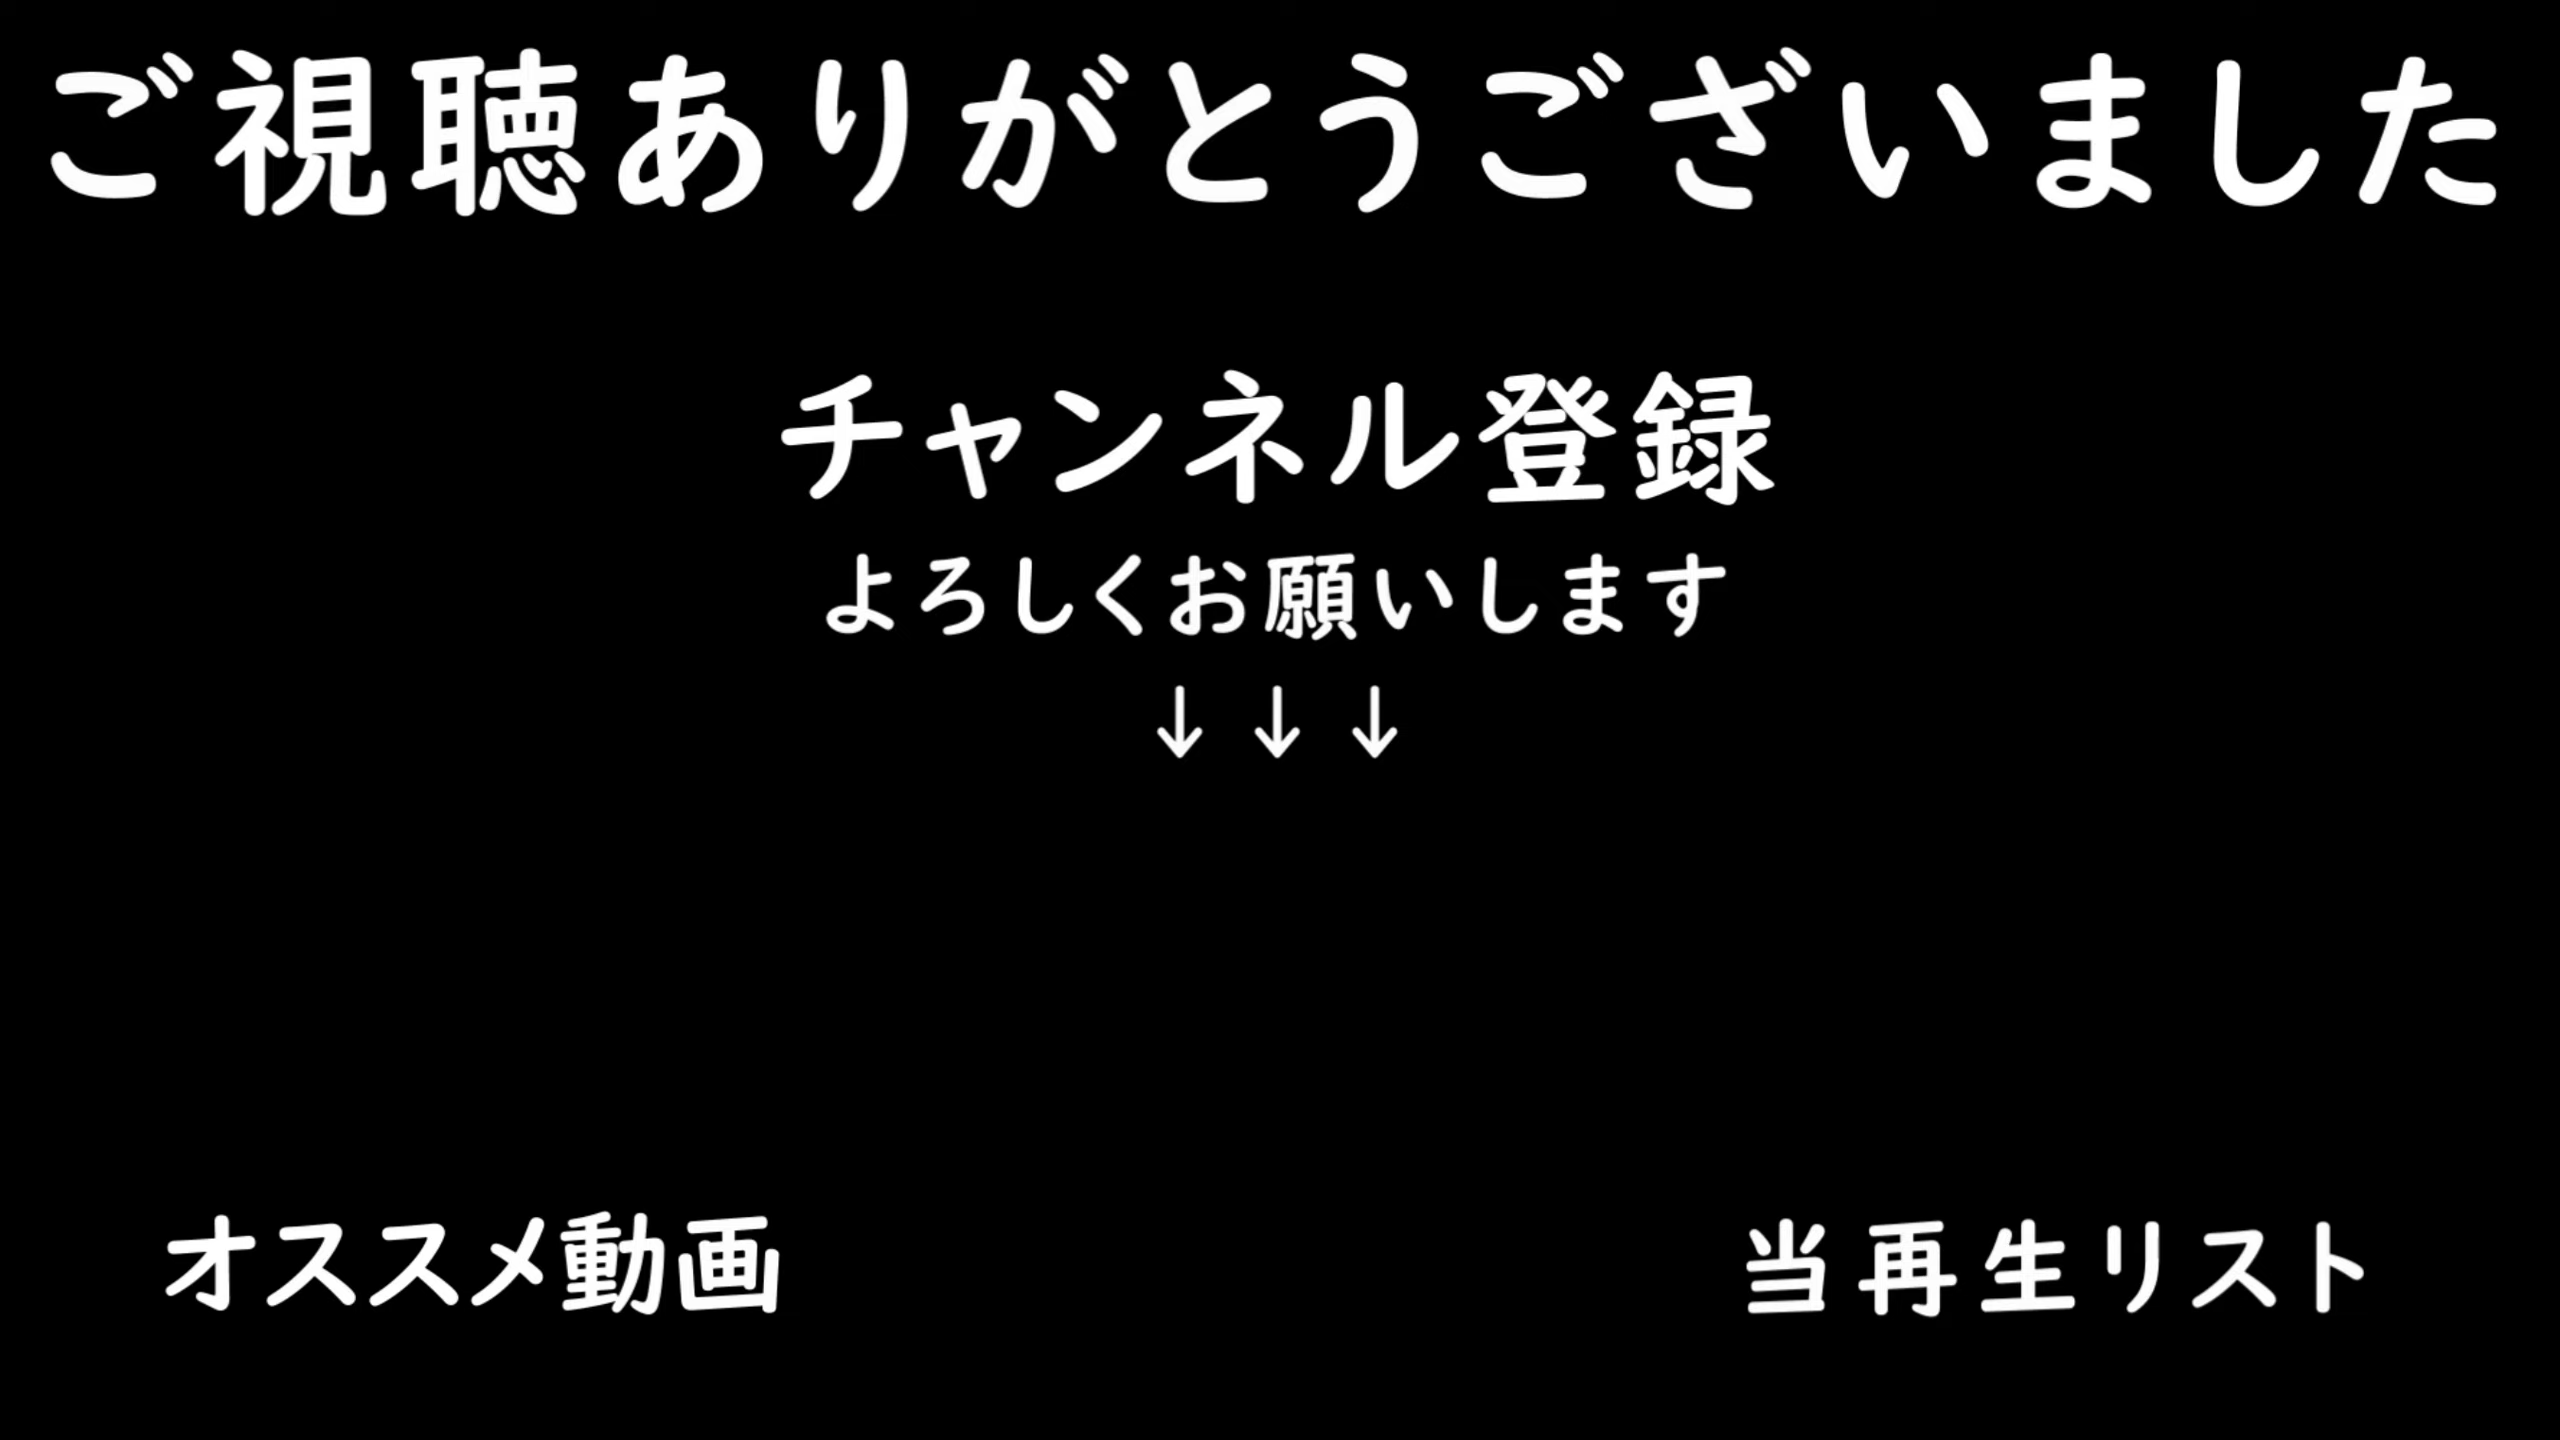 ご視聴ありがとうございました
チャンネル登録
よろしくお願いします
↓ ↓ ↓
オススメ動画
当再生リスト